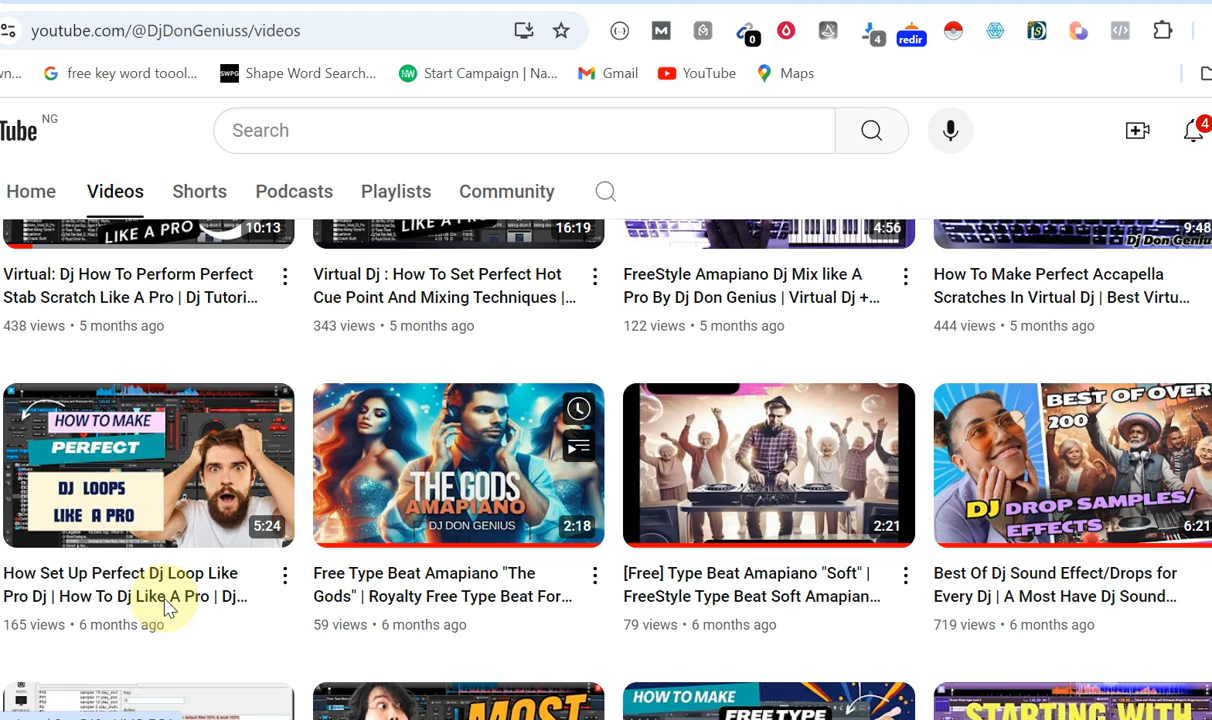 youtube.com/@DjDonGeniuss/videos
0
4
redir
</>
wn...
free key word toool...
SWPG
Shape Word Search...
NW
Start Campaign | Na...
Gmail
YouTube
Maps
Tube
NG
Search
4
Home
Videos
Shorts
Podcasts
Playlists
Community
LIKE A PRO
10:13
LIKE A PRO
16:19
4:56
9:48
Dj Don Geniu
Virtual: Dj How To Perform Perfect
Stab Scratch Like A Pro | Dj Tutori...
438 views • 5 months ago
Virtual Dj : How To Set Perfect Hot
Cue Point And Mixing Techniques |...
343 views • 5 months ago
FreeStyle Amapiano Dj Mix like A
Pro By Dj Don Genius | Virtual Dj +...
122 views • 5 months ago
How To Make Perfect Accapella
Scratches In Virtual Dj | Best Virtu...
444 views • 5 months ago
HOW TO MAKE
PERFECT
DJ LOOPS
LIKE A PRO
5:24
THE GODS
AMAPIANO
DJ DON GENIUS
2:18
2:21
BEST OF OVER
200
DJ DROP SAMPLES/
EFFECTS
6:21
How Set Up Perfect Dj Loop Like
Pro Dj | How To Dj Like A Pro | Dj...
165 views • 6 months ago
Free Type Beat Amapiano "The
Gods" | Royalty Free Type Beat For...
59 views • 6 months ago
[Free] Type Beat Amapiano "Soft" |
FreeStyle Type Beat Soft Amapian...
79 views • 6 months ago
Best Of Dj Sound Effect/Drops for
Every Dj | A Most Have Dj Sound...
719 views • 6 months ago
MOST
HOW TO MAKE
FREE TYPE
STARTING WITH